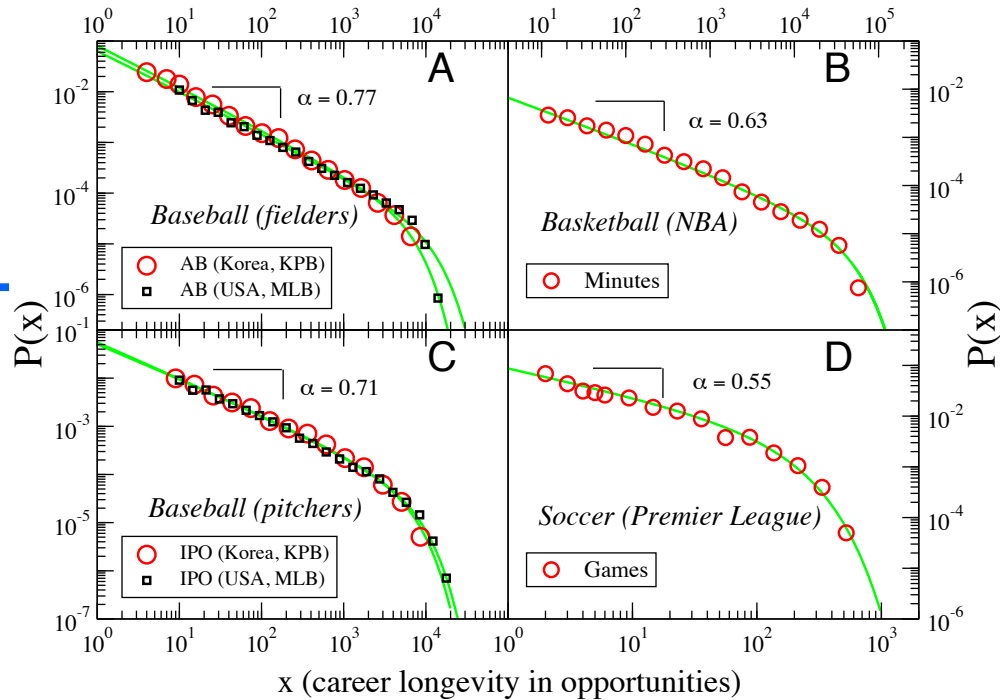 10^0 10^1 10^2 10^3 10^4 10^1 10^2 10^3 10^4 10^5
A
B
10^-2
α = 0.77
α = 0.63
10^-2
10^-4
10^-4
Baseball (fielders)
Basketball (NBA)
AB (Korea, KPB)
AB (USA, MLB)
Minutes
10^-6
10^-6
P(x)
P(x)
10^-1
C
D
10^-1
α = 0.71
α = 0.55
10^-2
10^-3
10^-4
10^-5
Baseball (pitchers)
Soccer (Premier League)
IPO (Korea, KPB)
IPO (USA, MLB)
Games
10^-7
10^-6
10^0 10^1 10^2 10^3 10^4 10^0 10^1 10^2 10^3
x (career longevity in opportunities)